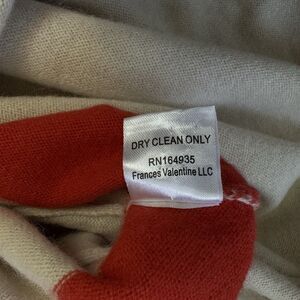 DRY CLEAN ONLY
RN164935
Frances Valentine LLC